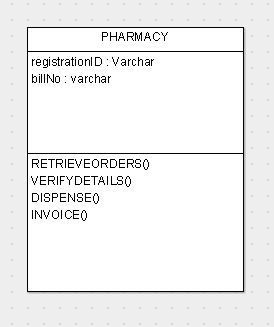 PHARMACY
registrationID : Varchar
billNo : varchar
RETRIEVEORDERS()
VERIFYDETAILS()
DISPENSE()
INVOICE()